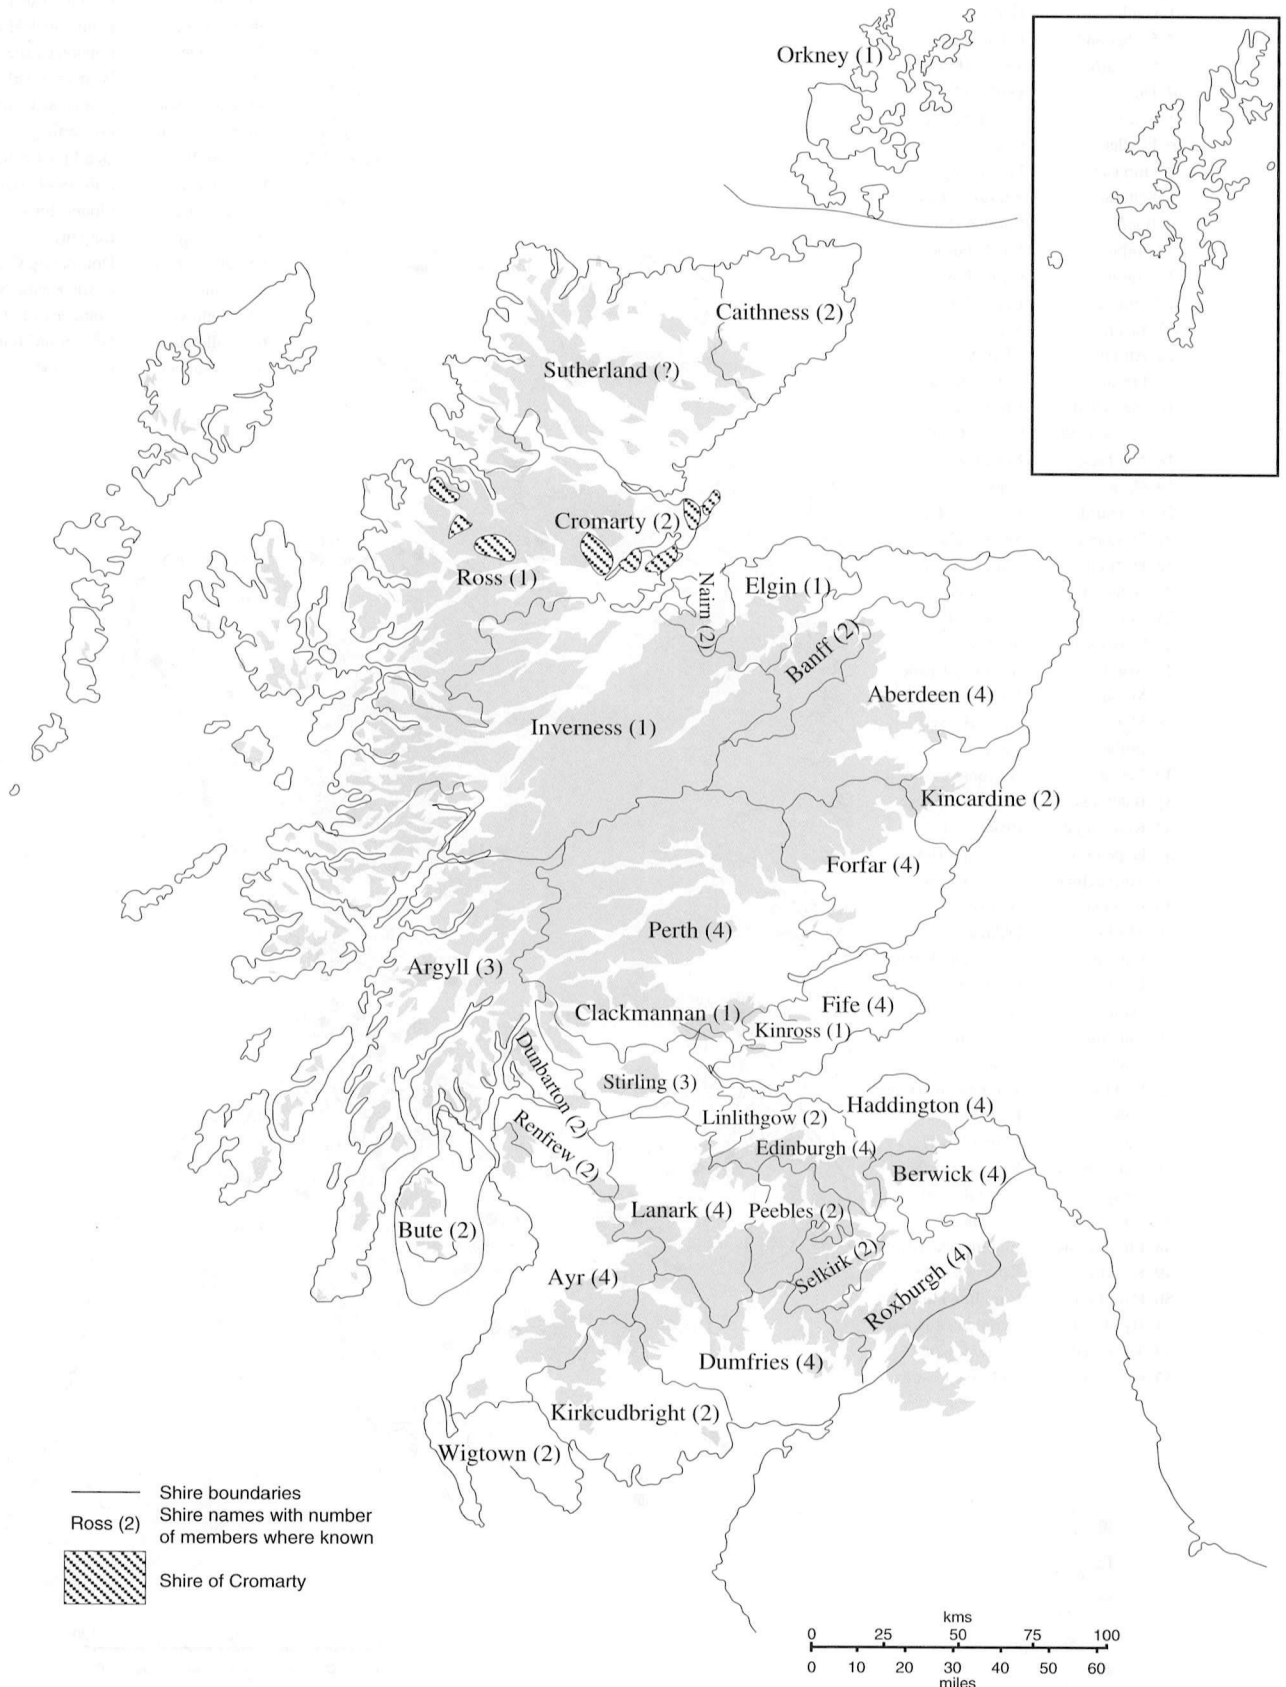 Orkney (1)
Caithness (2)
Sutherland (?)
Cromarty (2)
Ross (1)
Nairn (2)
Elgin (1)
Banff (2)
Aberdeen (4)
Inverness (1)
Kincardine (2)
Forfar (4)
Perth (4)
Argyll (3)
Fife (4)
Clackmannan (1)
Kinross (1)
Dunbarton (2)
Stirling (3)
Haddington (4)
Linlithgow (2)
Renfrew (2)
Edinburgh (4)
Berwick (4)
Lanark (4)
Peebles (2)
Bute (2)
Selkirk (2)
Roxburgh (4)
Ayr (4)
Dumfries (4)
Kirkcudbright (2)
Wigtown (2)
Shire boundaries
Ross (2)
Shire names with number
of members where known
Shire of Cromarty
kms
0 25 50 75 100
0 10 20 30 40 50 60
miles